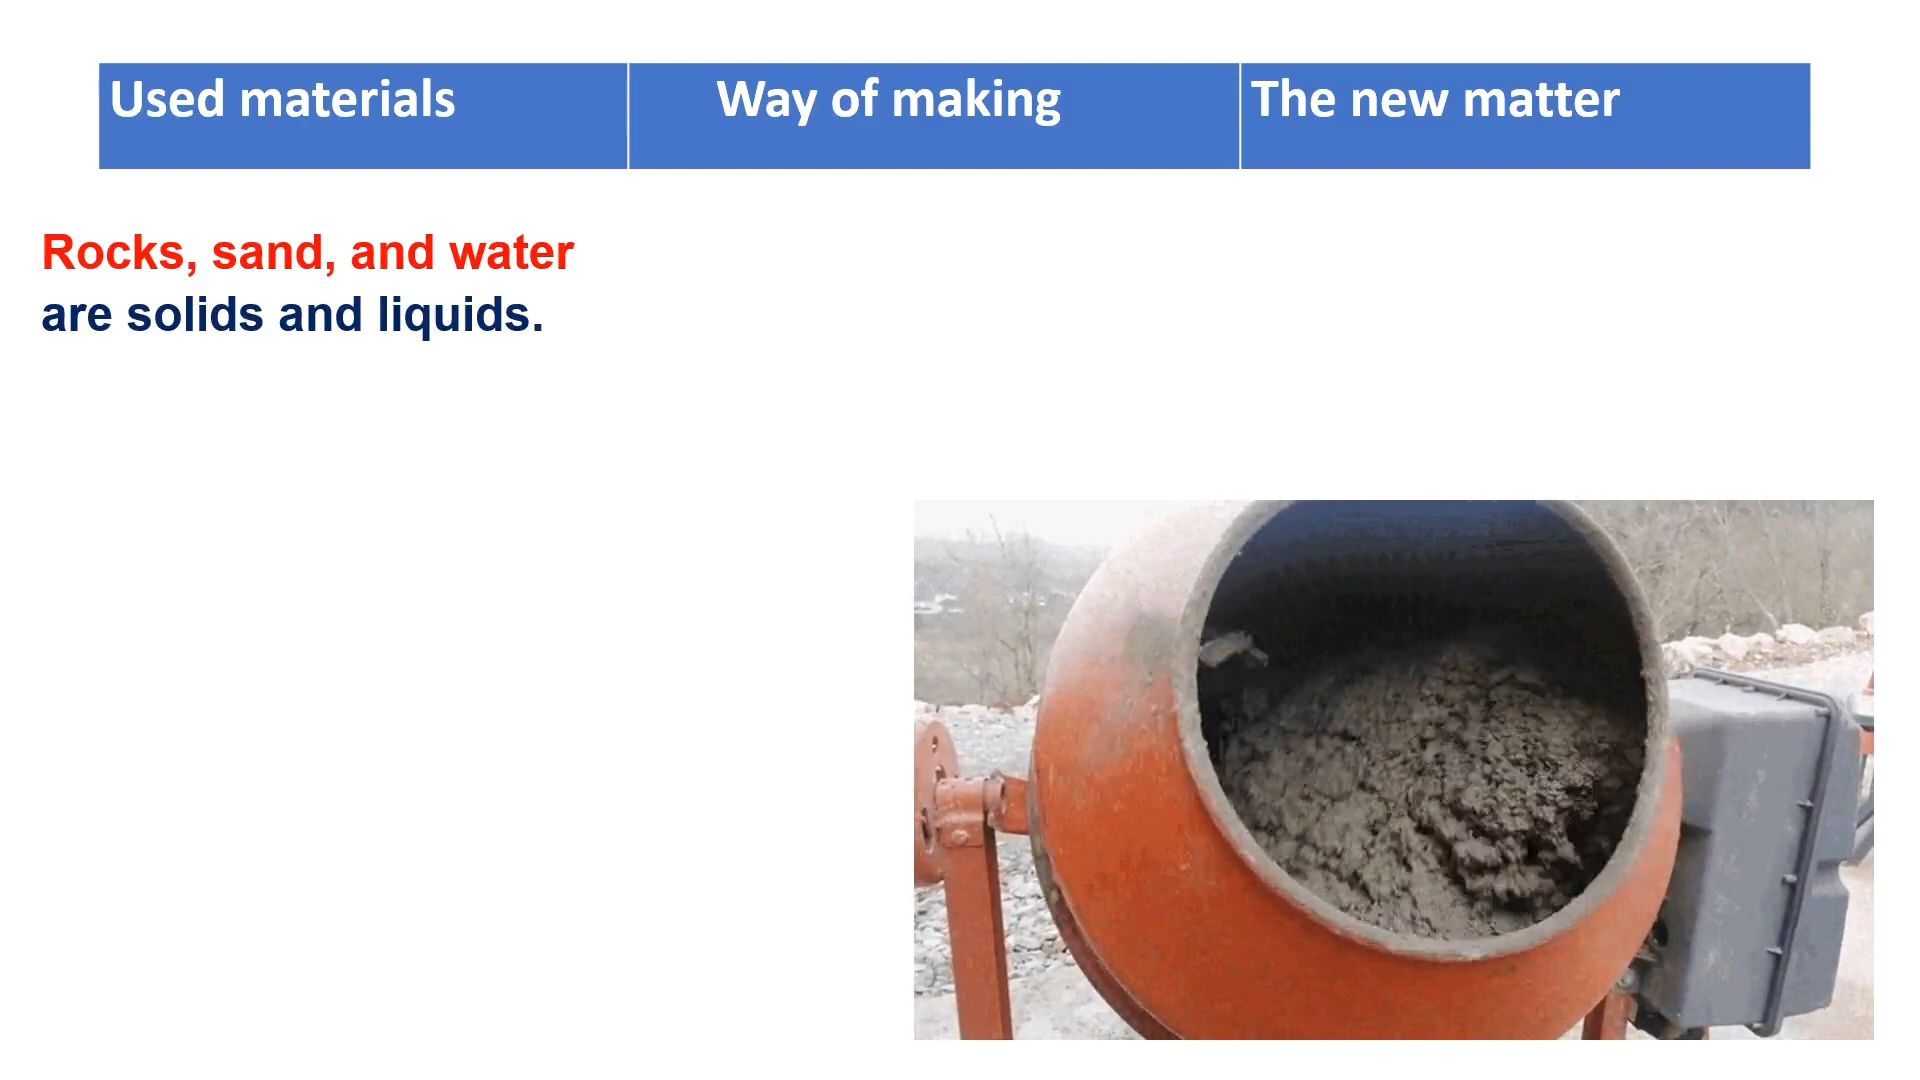 Used materials
Way of making
The new matter
Rocks, sand, and water
are solids and liquids.